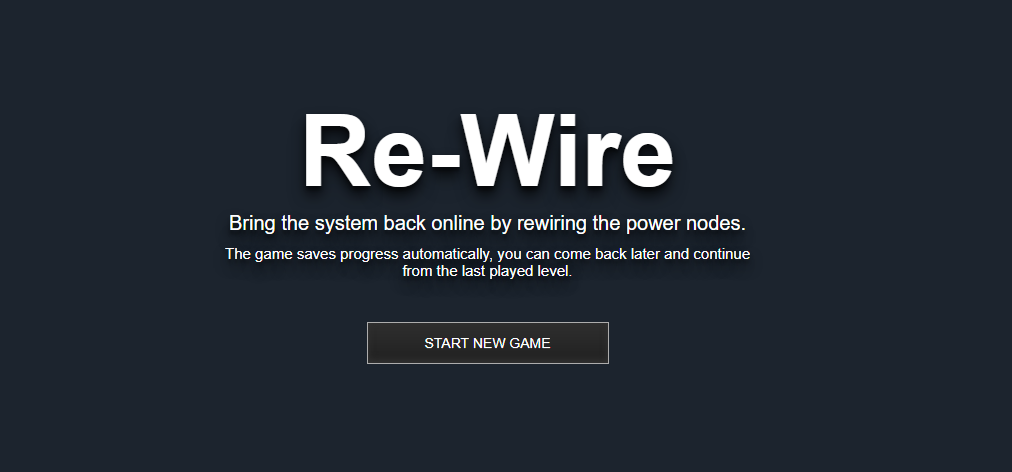 Re-Wire
Bring the system back online by rewiring the power nodes.
The game saves progress automatically, you can come back later and continue
from the last played level.
START NEW GAME